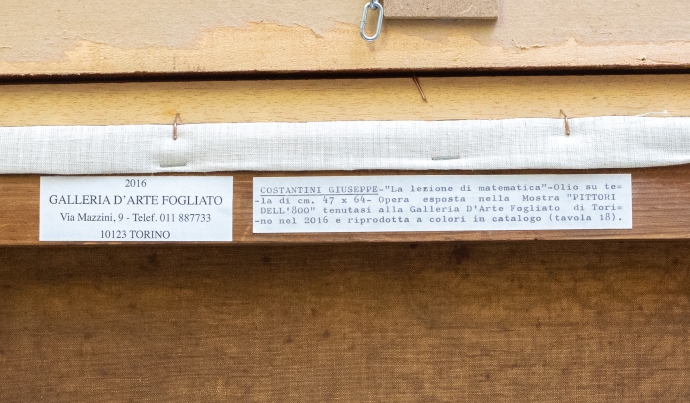 2016
GALLERIA D'ARTE FOGLIATO
Via Mazzini, 9 - Telef. 011 887733
10123 TORINO
COSTANTINI GIUSEPPE-"La lezione di matematica"-Olio su te=
-la di cm. 47 x 64- Opera esposta nella Mostra "PITTORI
DELL'800" tenutasi alla Galleria D'Arte Fogliato di Tori=
-no nel 2016 e riprodotta a colori in catalogo (tavola 18).